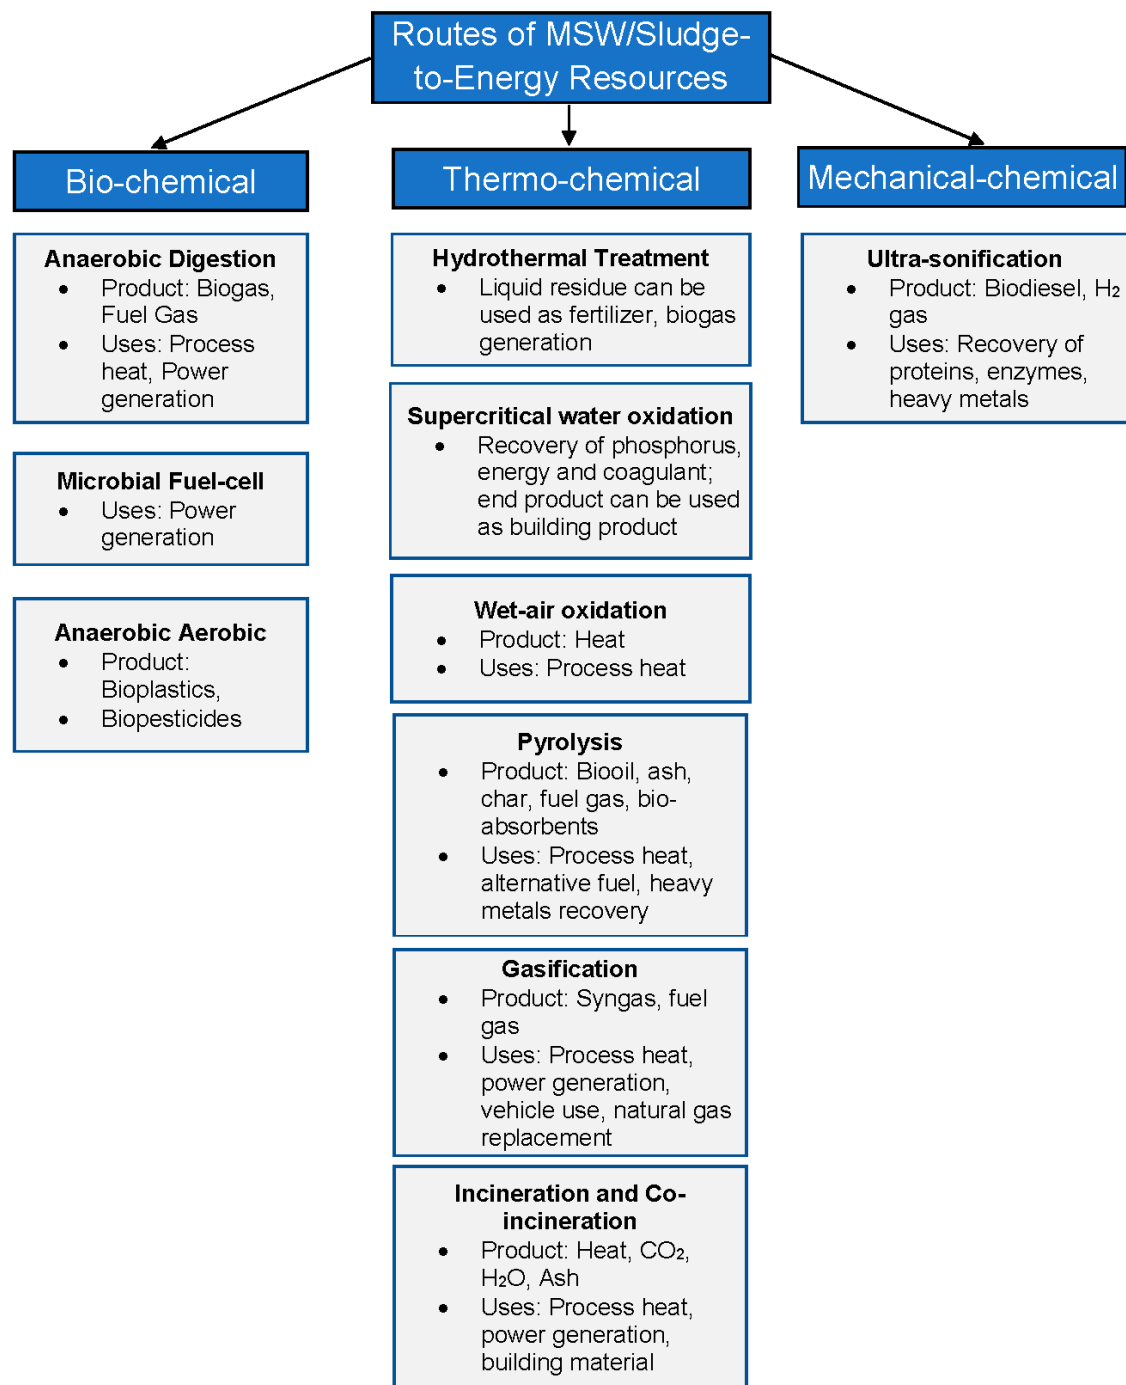 Routes of MSW/Sludge-
to-Energy Resources
Bio-chemical
Anaerobic Digestion
• Product: Biogas,
Fuel Gas
• Uses: Process
heat, Power
generation
Microbial Fuel-cell
• Uses: Power
generation
Anaerobic Aerobic
• Product:
Bioplastics,
• Biopesticides
Thermo-chemical
Hydrothermal Treatment
• Liquid residue can be
used as fertilizer, biogas
generation
Supercritical water oxidation
• Recovery of phosphorus,
energy and coagulant;
end product can be used
as building product
Wet-air oxidation
• Product: Heat
• Uses: Process heat
Pyrolysis
• Product: Biooil, ash,
char, fuel gas, bio-
absorbents
• Uses: Process heat,
alternative fuel, heavy
metals recovery
Gasification
• Product: Syngas, fuel
gas
• Uses: Process heat,
power generation,
vehicle use, natural gas
replacement
Incineration and Co-
incineration
• Product: Heat, CO₂,
H₂O, Ash
• Uses: Process heat,
power generation,
building material
Mechanical-chemical
Ultra-sonification
• Product: Biodiesel, H₂
gas
• Uses: Recovery of
proteins, enzymes,
heavy metals